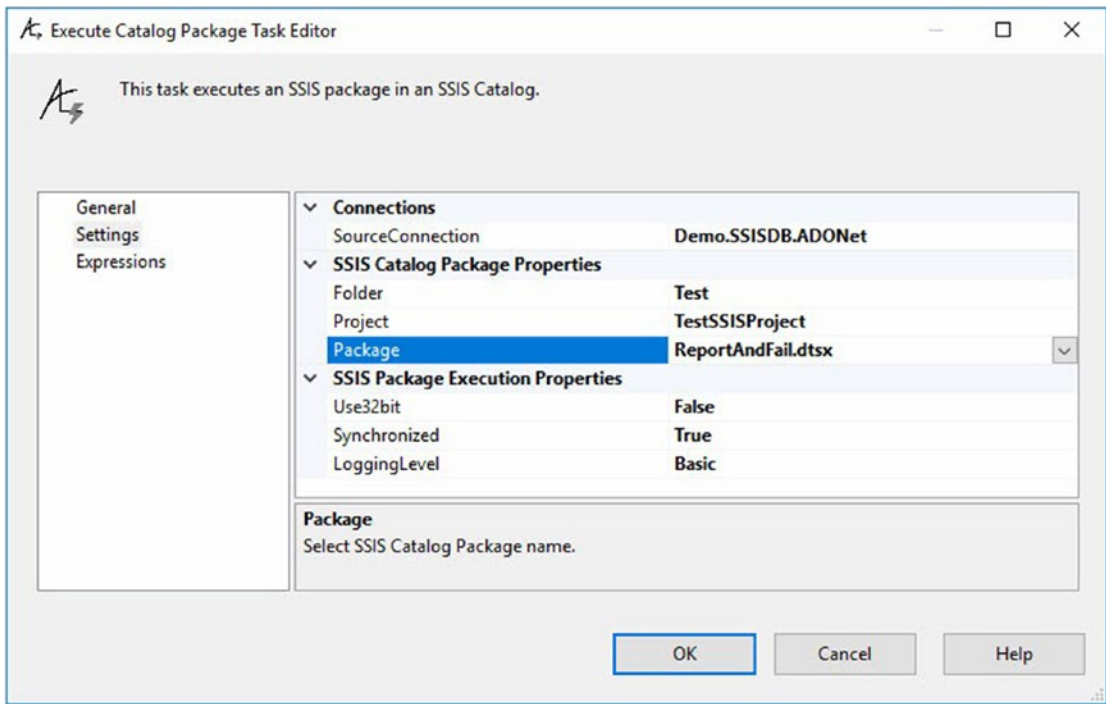 Execute Catalog Package Task Editor
This task executes an SSIS package in an SSIS Catalog.
General
Settings
Expressions
Connections
SourceConnection Demo.SSISDB.ADONet
SSIS Catalog Package Properties
Folder Test
Project TestSSISProject
Package ReportAndFail.dtsx
SSIS Package Execution Properties
Use32bit False
Synchronized True
LoggingLevel Basic
Package
Select SSIS Catalog Package name.
OK Cancel Help